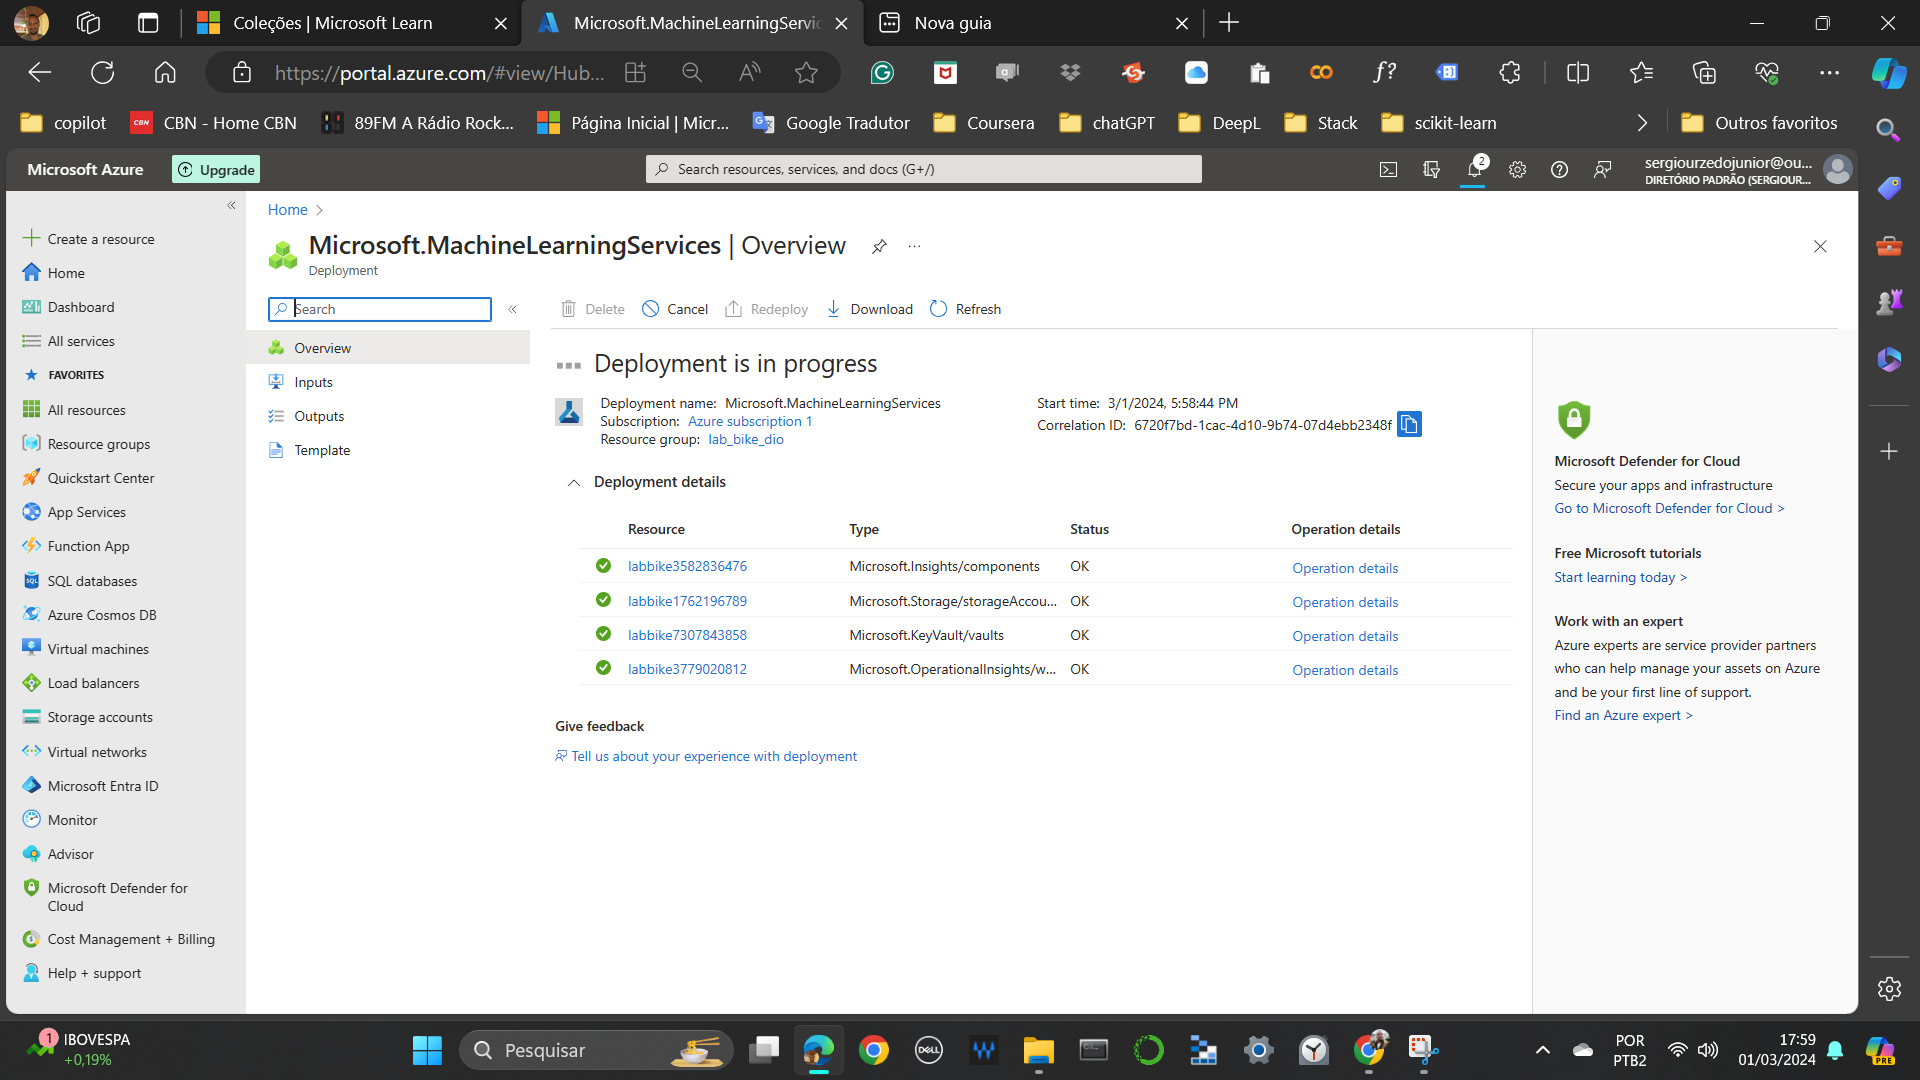 Coleções | Microsoft Learn
Microsoft.MachineLearningServic
Nova guia
https://portal.azure.com/#view/Hub...
copilot
CBN - Home CBN
89FM A Rádio Rock...
Página Inicial | Micr...
Google Tradutor
Coursera
chatGPT
DeepL
Stack
scikit-learn
Outros favoritos
Microsoft Azure
Upgrade
Search resources, services, and docs (G+/)
2
sergiourzedojunior@ou...
DIRETÓRIO PADRÃO (SERGIOUR...
Create a resource
Home
Dashboard
All services
FAVORITES
All resources
Resource groups
Quickstart Center
App Services
Function App
SQL databases
Azure Cosmos DB
Virtual machines
Load balancers
Storage accounts
Virtual networks
Microsoft Entra ID
Monitor
Advisor
Microsoft Defender for
Cloud
Cost Management + Billing
Help + support
Home
Microsoft.MachineLearningServices | Overview
Deployment
Search
Overview
Inputs
Outputs
Template
Delete
Cancel
Redeploy
Download
Refresh
Deployment is in progress
Deployment name: Microsoft.MachineLearningServices
Subscription: Azure subscription 1
Resource group: lab_bike_dio
Start time: 3/1/2024, 5:58:44 PM
Correlation ID: 6720f7bd-1cac-4d10-9b74-07d4ebb2348f
Deployment details
Resource Type Status Operation details
labbike3582836476 Microsoft.Insights/components OK Operation details
labbike1762196789 Microsoft.Storage/storageAccou... OK Operation details
labbike7307843858 Microsoft.KeyVault/vaults OK Operation details
labbike3779020812 Microsoft.OperationalInsights/w... OK Operation details
Give feedback
Tell us about your experience with deployment
Microsoft Defender for Cloud
Secure your apps and infrastructure
Go to Microsoft Defender for Cloud >
Free Microsoft tutorials
Start learning today >
Work with an expert
Azure experts are service provider partners
who can help manage your assets on Azure
and be your first line of support.
Find an Azure expert >
1
IBOVESPA
+0,19%
Pesquisar
DELL
POR
PTB2
17:59
01/03/2024
PRE